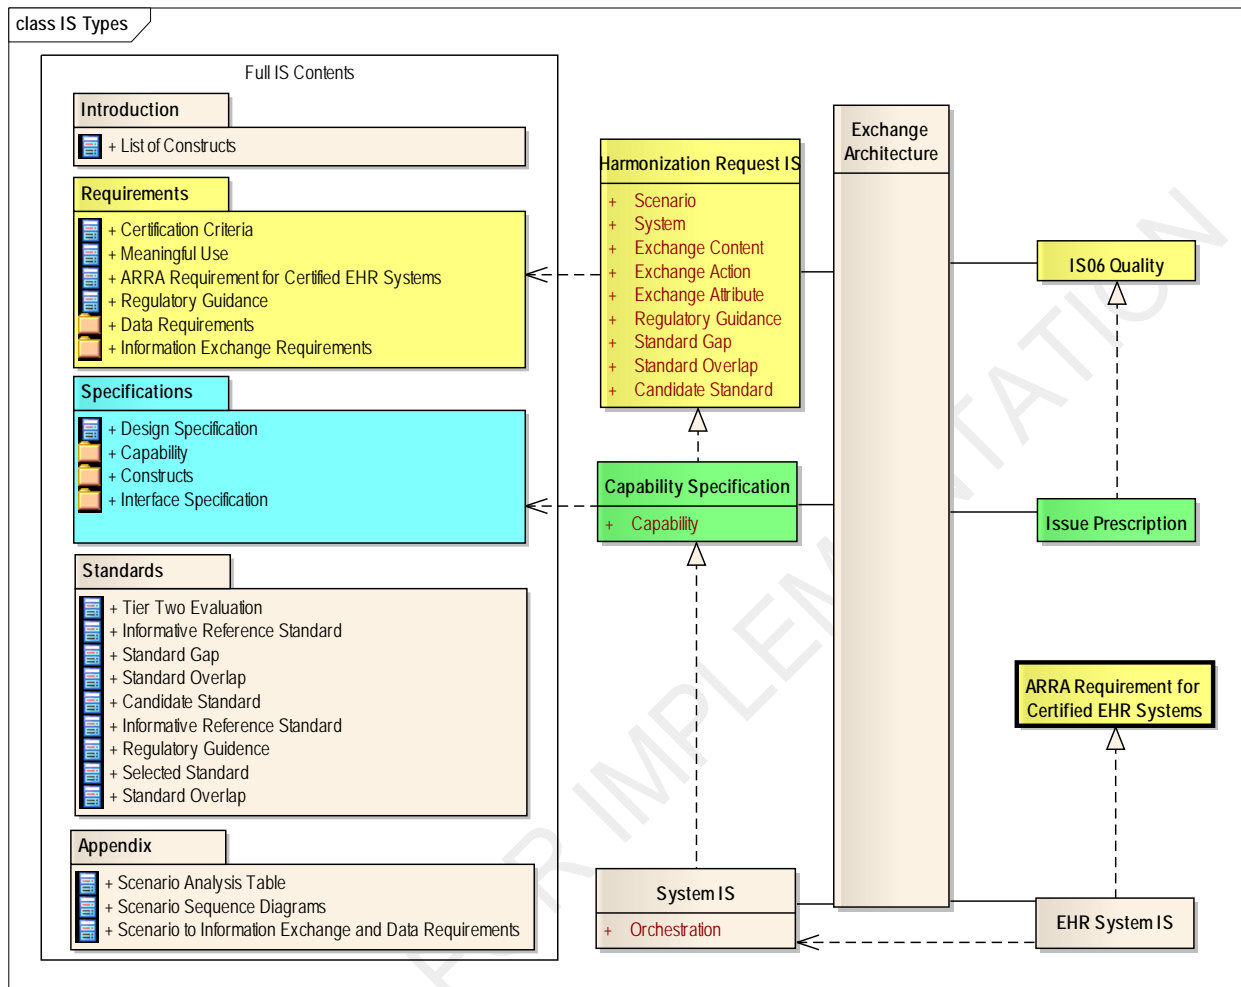 class IS Types
Full IS Contents
Introduction
+ List of Constructs
Requirements
+ Certification Criteria
+ Meaningful Use
+ ARRA Requirement for Certified EHR Systems
+ Regulatory Guidance
+ Data Requirements
+ Information Exchange Requirements
Specifications
+ Design Specification
+ Capability
+ Constructs
+ Interface Specification
Standards
+ Tier Two Evaluation
+ Informative Reference Standard
+ Standard Gap
+ Standard Overlap
+ Candidate Standard
+ Informative Reference Standard
+ Regulatory Guidence
+ Selected Standard
+ Standard Overlap
Appendix
+ Scenario Analysis Table
+ Scenario Sequence Diagrams
+ Scenario to Information Exchange and Data Requirements
Harmonization Request IS
+ Scenario
+ System
+ Exchange Content
+ Exchange Action
+ Exchange Attribute
+ Regulatory Guidance
+ Standard Gap
+ Standard Overlap
+ Candidate Standard
Capability Specification
+ Capability
System IS
+ Orchestration
Exchange
Architecture
IS06 Quality
Issue Prescription
ARRA Requirement for
Certified EHR Systems
EHR System IS